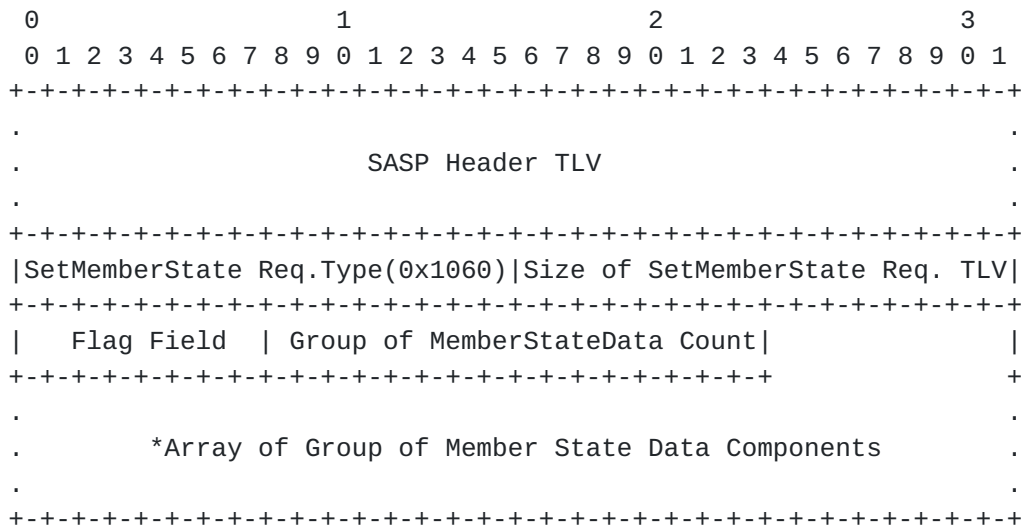 0                   1                   2                   3
 0 1 2 3 4 5 6 7 8 9 0 1 2 3 4 5 6 7 8 9 0 1 2 3 4 5 6 7 8 9 0 1
+-+-+-+-+-+-+-+-+-+-+-+-+-+-+-+-+-+-+-+-+-+-+-+-+-+-+-+-+-+-+-+-+
.                                                               .
.                      SASP Header TLV                          .
.                                                               .
+-+-+-+-+-+-+-+-+-+-+-+-+-+-+-+-+-+-+-+-+-+-+-+-+-+-+-+-+-+-+-+-+
|SetMemberState Req.Type(0x1060)|Size of SetMemberState Req. TLV|
+-+-+-+-+-+-+-+-+-+-+-+-+-+-+-+-+-+-+-+-+-+-+-+-+-+-+-+-+-+-+-+-+
|   Flag Field  | Group of MemberStateData Count|               |
+-+-+-+-+-+-+-+-+-+-+-+-+-+-+-+-+-+-+-+-+-+-+-+-+               +
.                                                               .
.        *Array of Group of Member State Data Components        .
.                                                               .
+-+-+-+-+-+-+-+-+-+-+-+-+-+-+-+-+-+-+-+-+-+-+-+-+-+-+-+-+-+-+-+-+